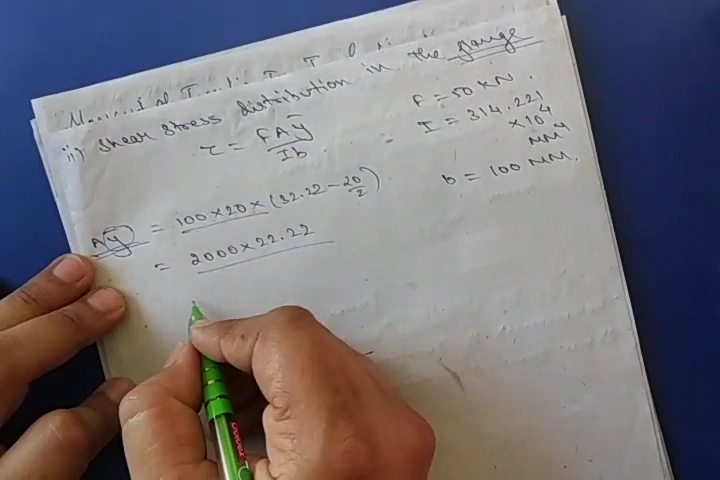 ii) Shear stress distribution in the gauge
τ = FAȳ / Ib
F = 50 KN.
I = 314.221 × 10⁴ MM⁴
b = 100 MM.
Aȳ = 100 × 20 × (32.22 − 20/2)
= 2000 × 22.22